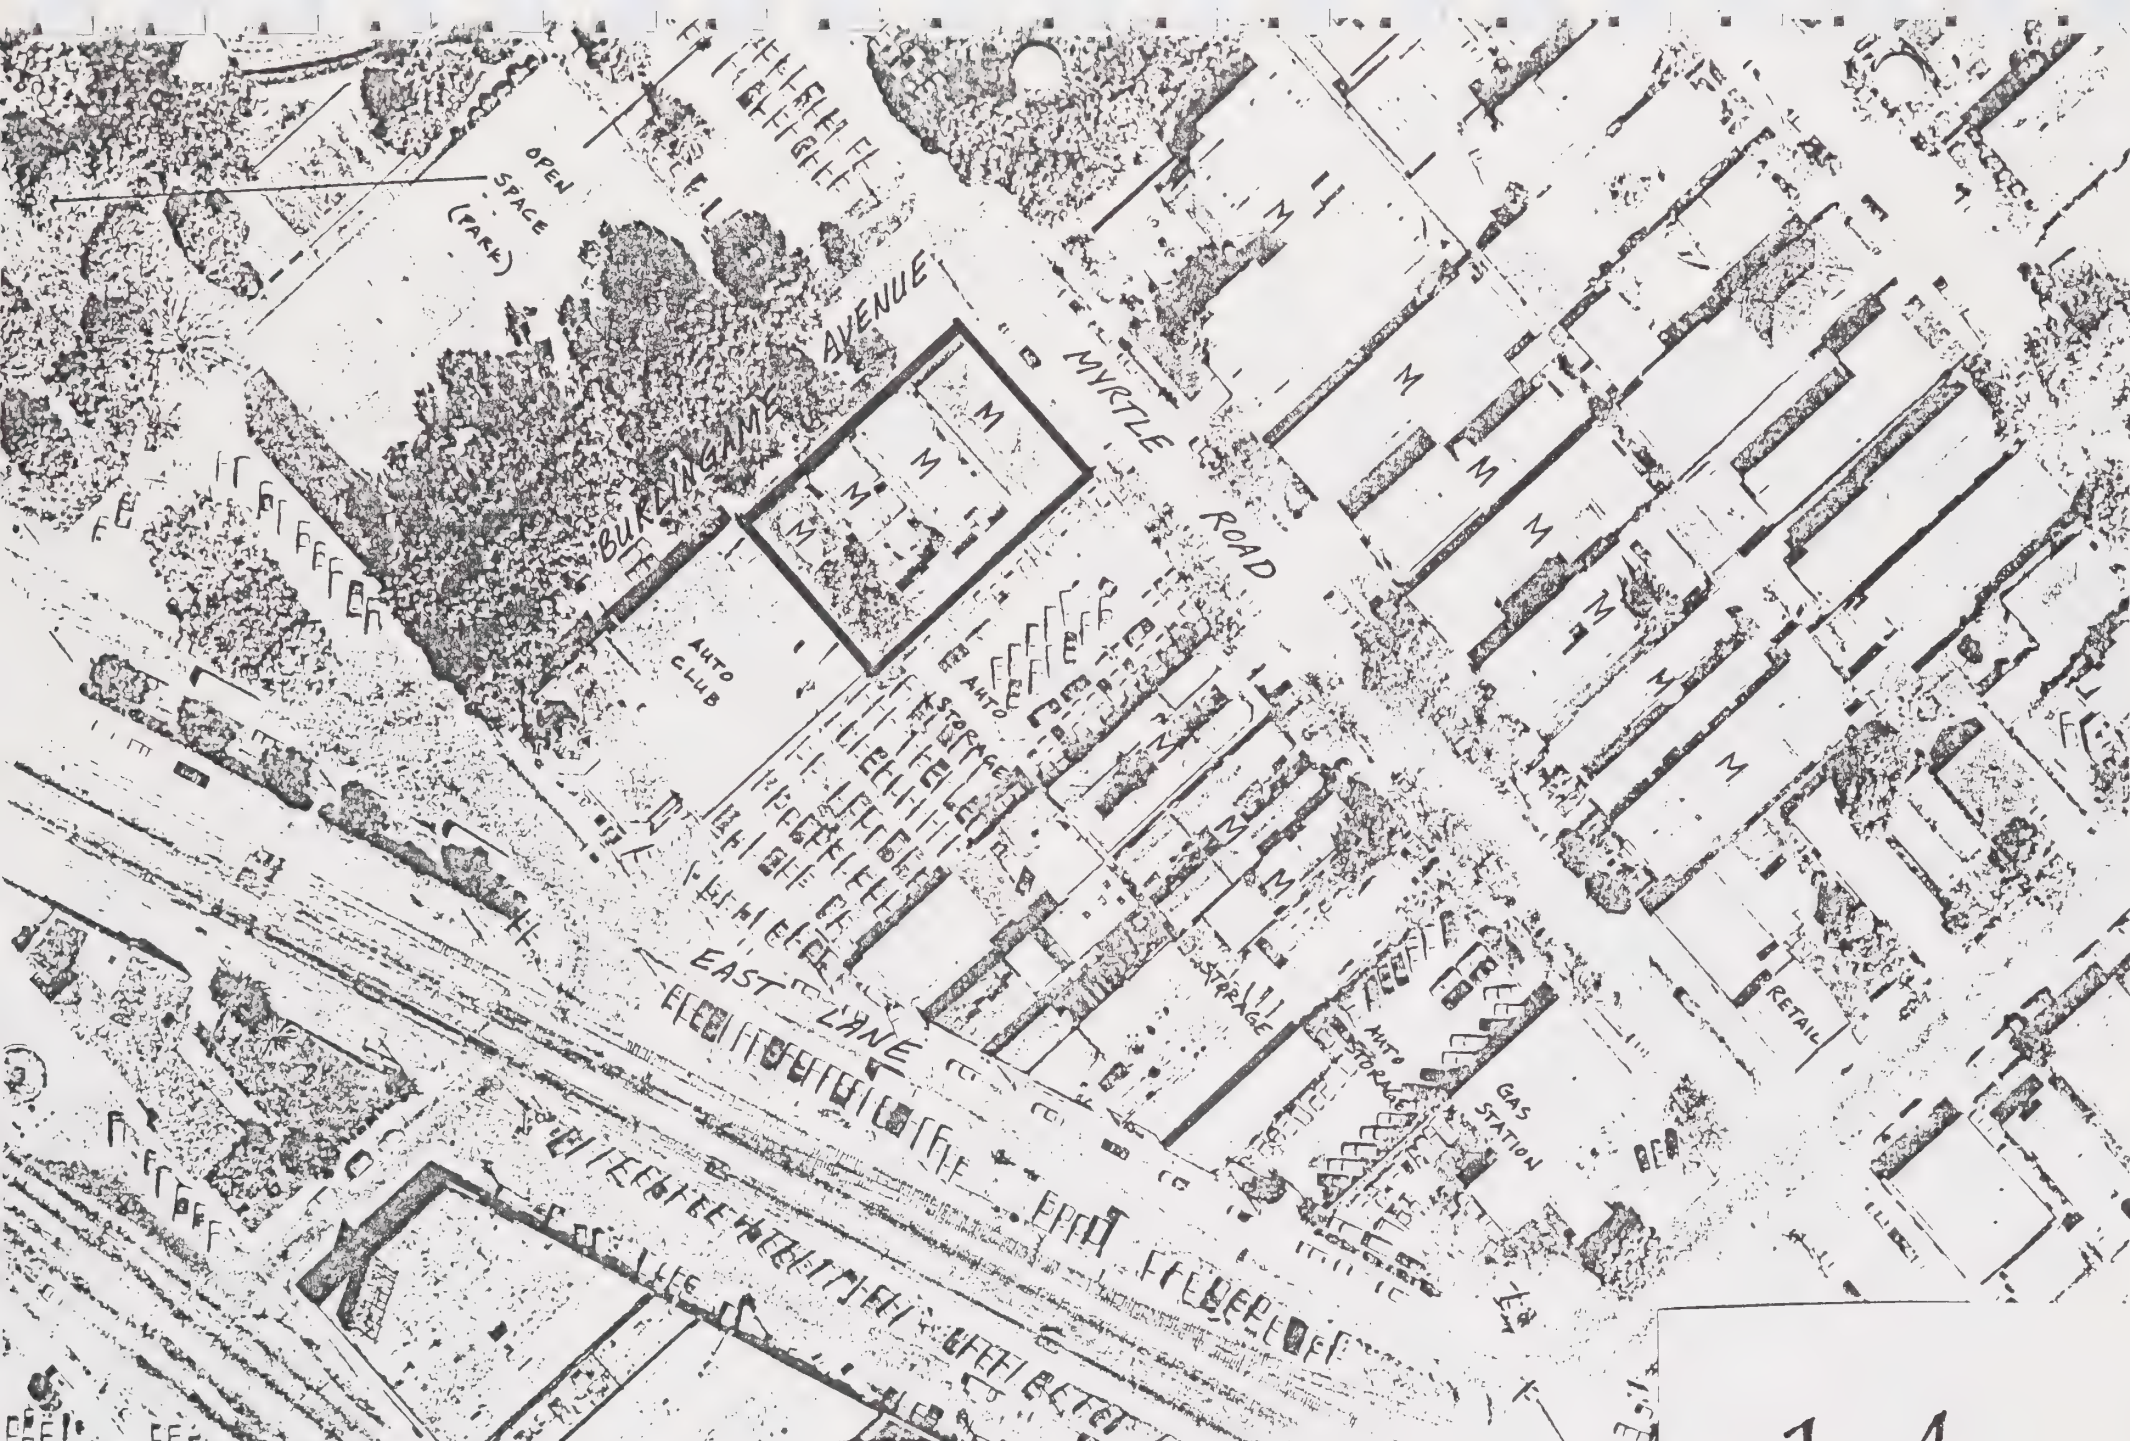 OPEN
SPACE
(PARK)
M
BURLINGAME AVENUE
MYRTLE ROAD
M
M
M
M
M
M
M
M
M
M
AUTO
CLUB
AUTO
STORAGE
M
M
M
EAST LANE
STORAGE
AUTO
STORAGE
GAS
STATION
RETAIL